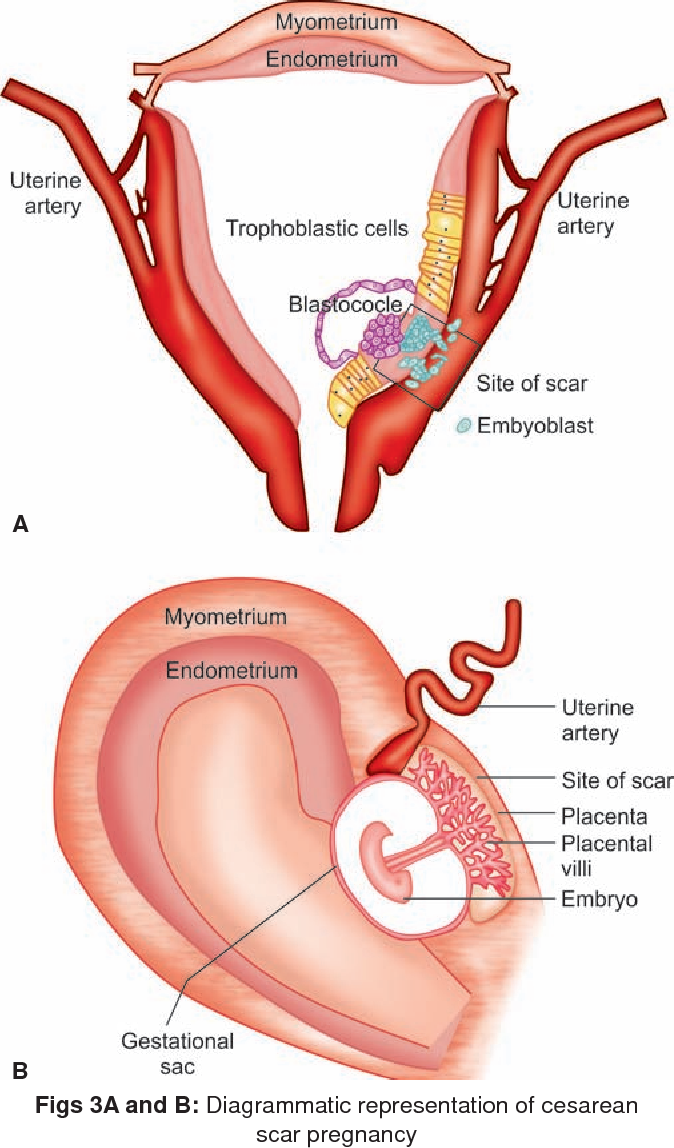 Myometrium
Endometrium
Uterine
artery
Uterine
artery
Trophoblastic cells
Blastococle
Site of scar
Embyoblast
A
Myometrium
Endometrium
Uterine
artery
Site of scar
Placenta
Placental
villi
Embryo
Gestational
sac
B
Figs 3A and B: Diagrammatic representation of cesarean
scar pregnancy